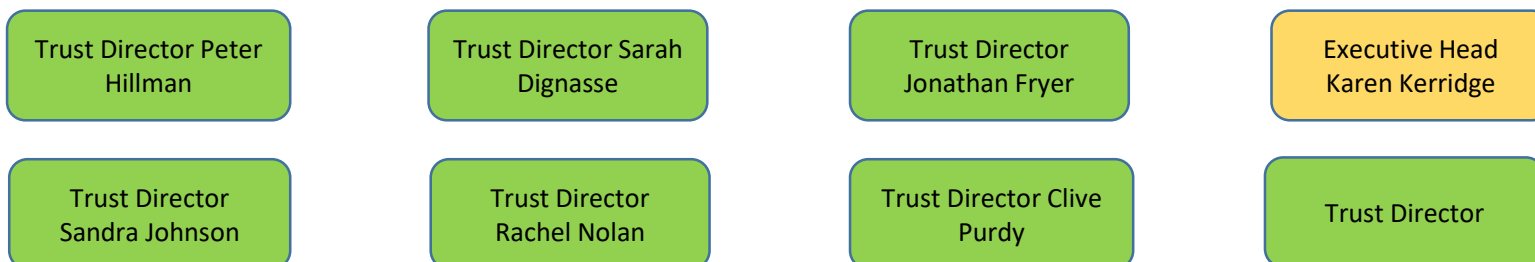 Trust Director Peter
Hillman
Trust Director Sarah
Dignasse
Trust Director
Jonathan Fryer
Executive Head
Karen Kerridge
Trust Director
Sandra Johnson
Trust Director
Rachel Nolan
Trust Director Clive
Purdy
Trust Director